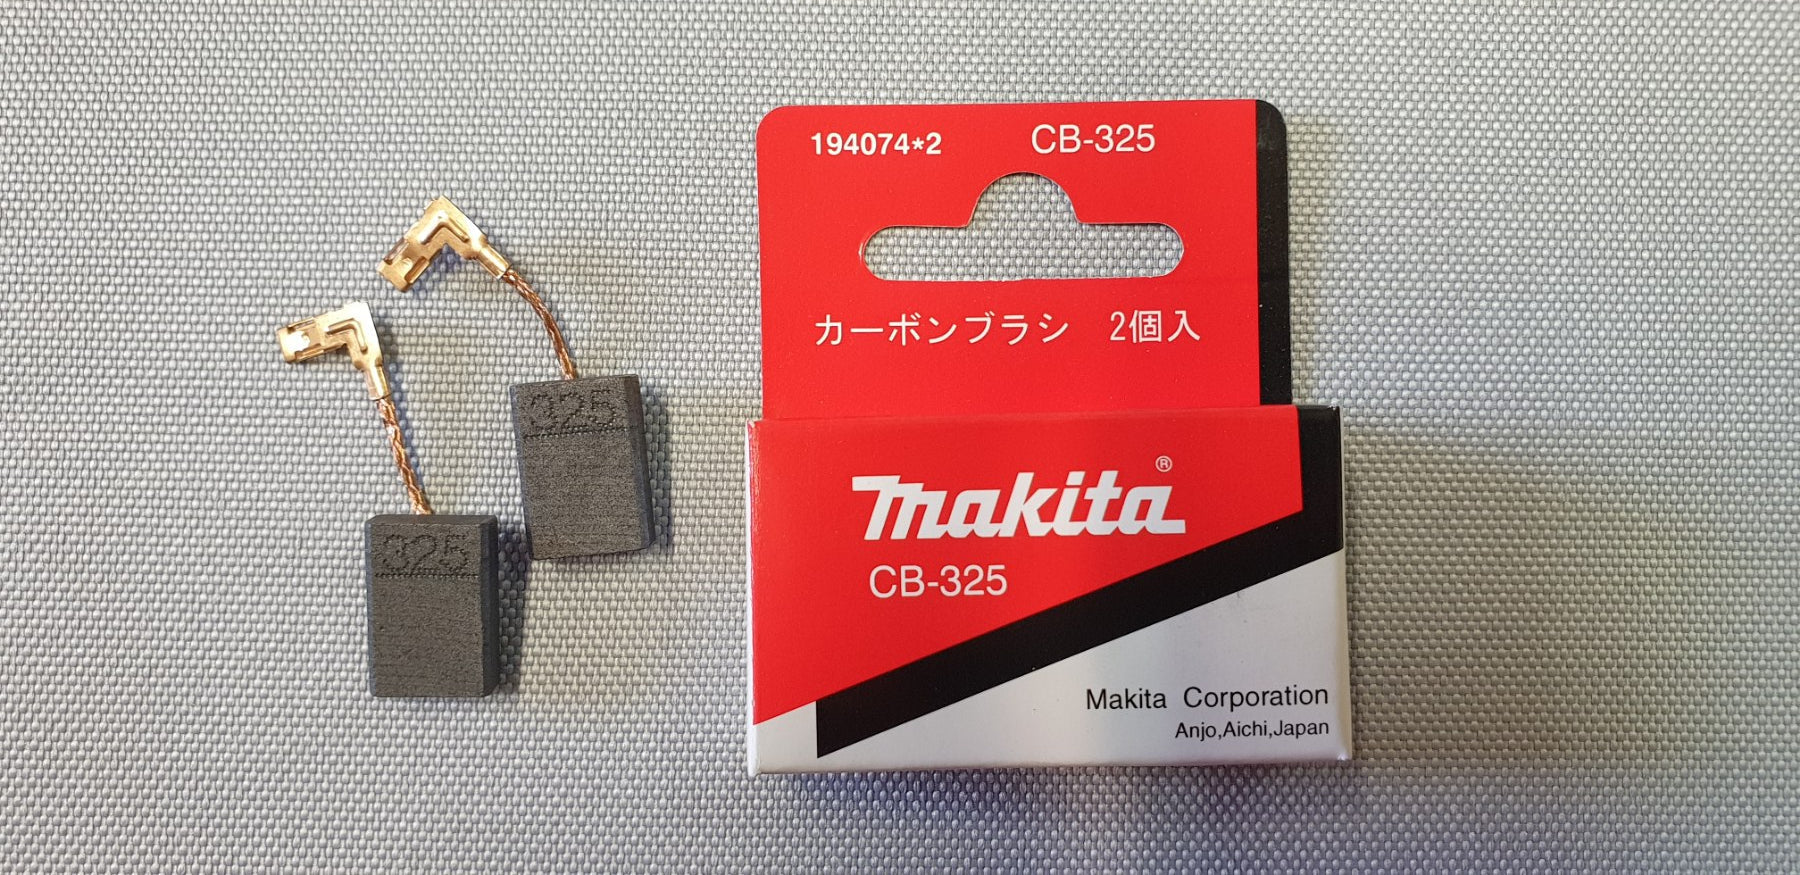 194074*2 CB-325
カーボンブラシ 2個入
makita®
CB-325
Makita Corporation
Anjo,Aichi,Japan
325
325